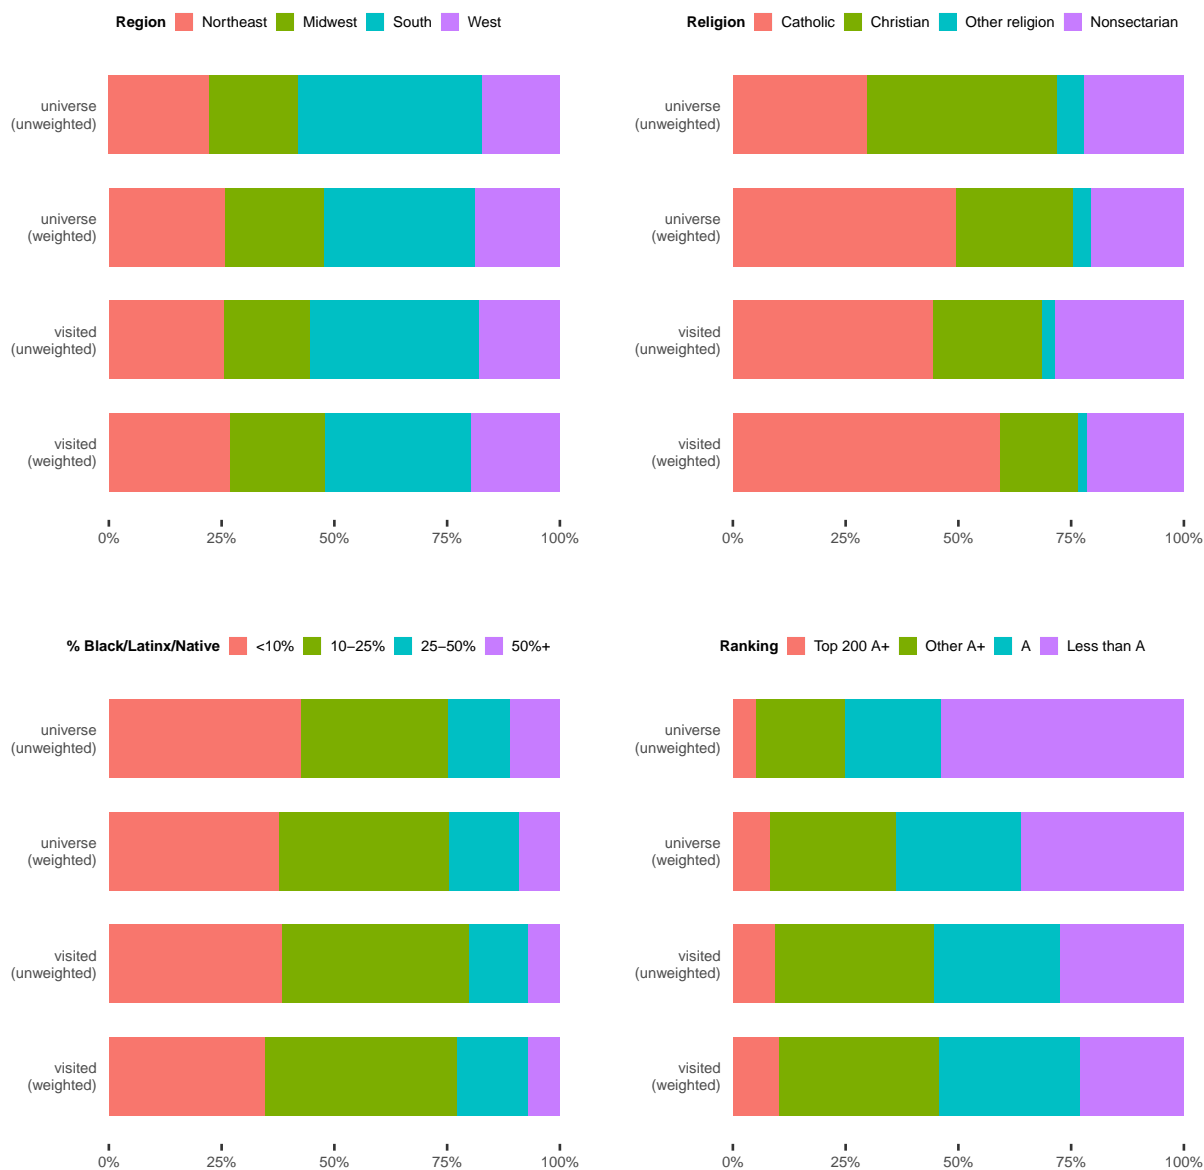 Region Northeast Midwest South West
universe
(unweighted)
universe
(weighted)
visited
(unweighted)
visited
(weighted)
0% 25% 50% 75% 100%
Religion Catholic Christian Other religion Nonsectarian
universe
(unweighted)
universe
(weighted)
visited
(unweighted)
visited
(weighted)
0% 25% 50% 75% 100%
% Black/Latinx/Native <10% 10–25% 25–50% 50%+
universe
(unweighted)
universe
(weighted)
visited
(unweighted)
visited
(weighted)
0% 25% 50% 75% 100%
Ranking Top 200 A+ Other A+ A Less than A
universe
(unweighted)
universe
(weighted)
visited
(unweighted)
visited
(weighted)
0% 25% 50% 75% 100%